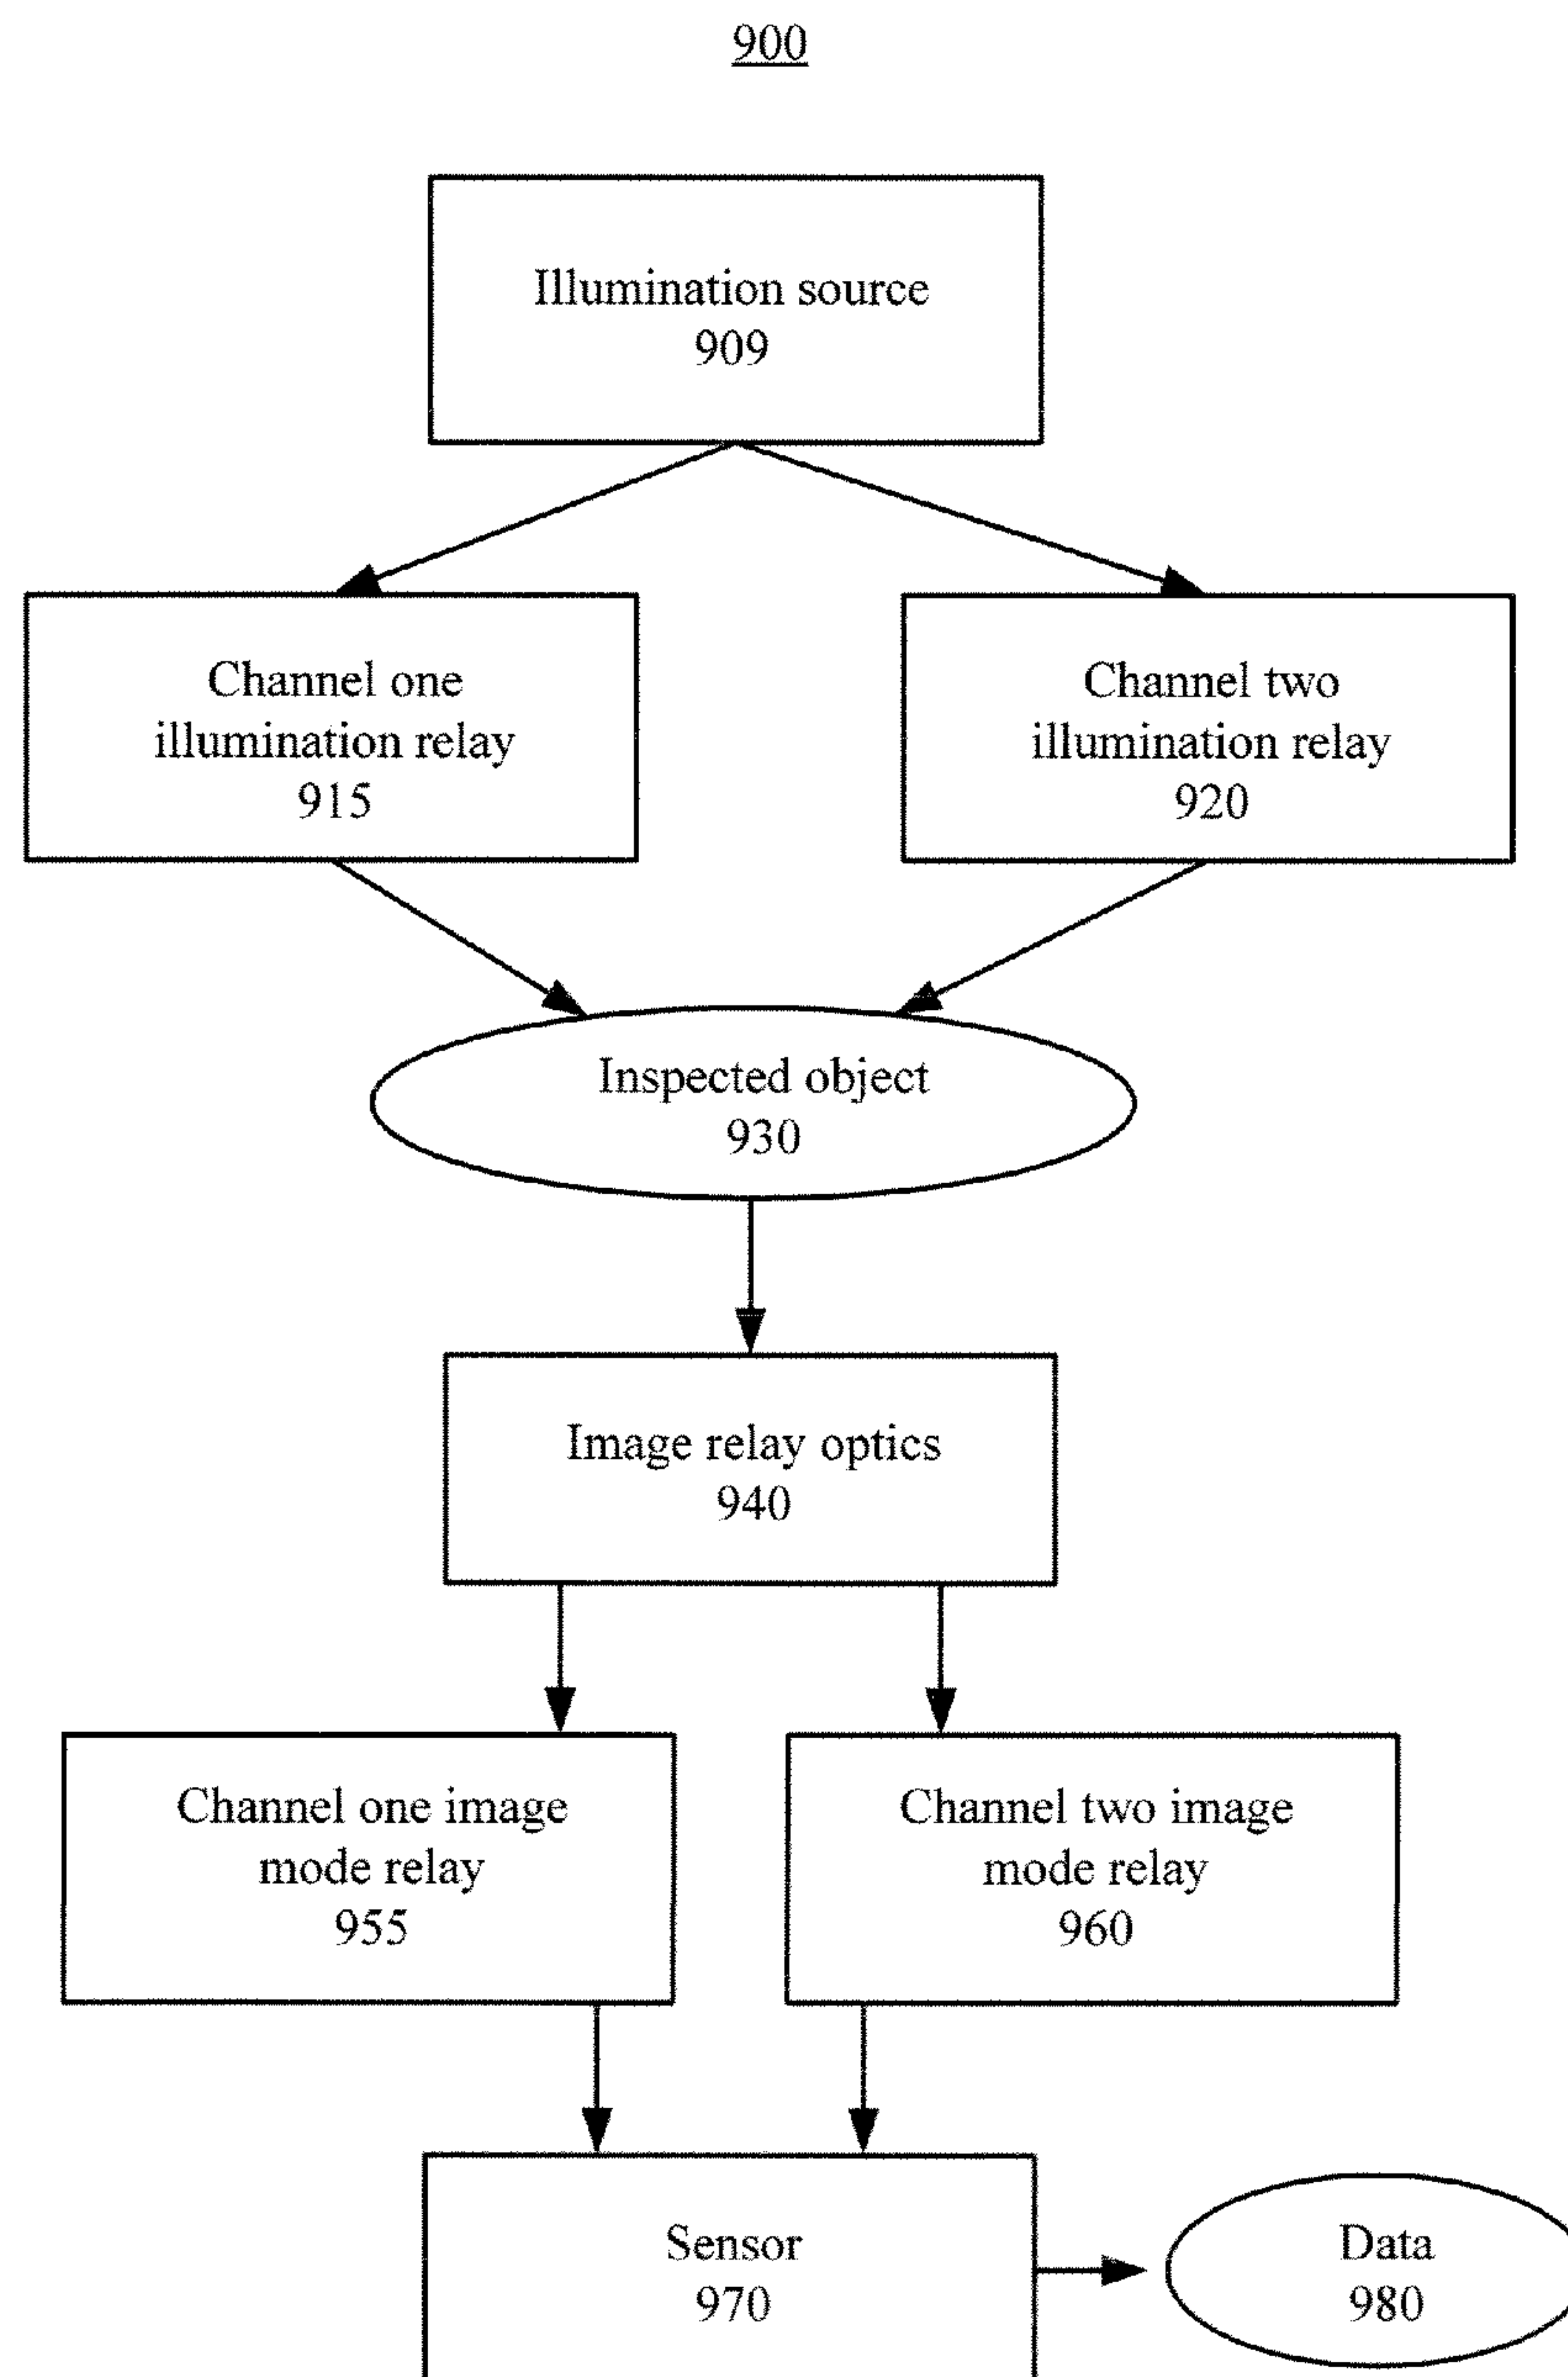 900
Illumination source
909
Channel one
illumination relay
915
Channel two
illumination relay
920
Inspected object
930
Image relay optics
940
Channel one image
mode relay
955
Channel two image
mode relay
960
Sensor
970
Data
980